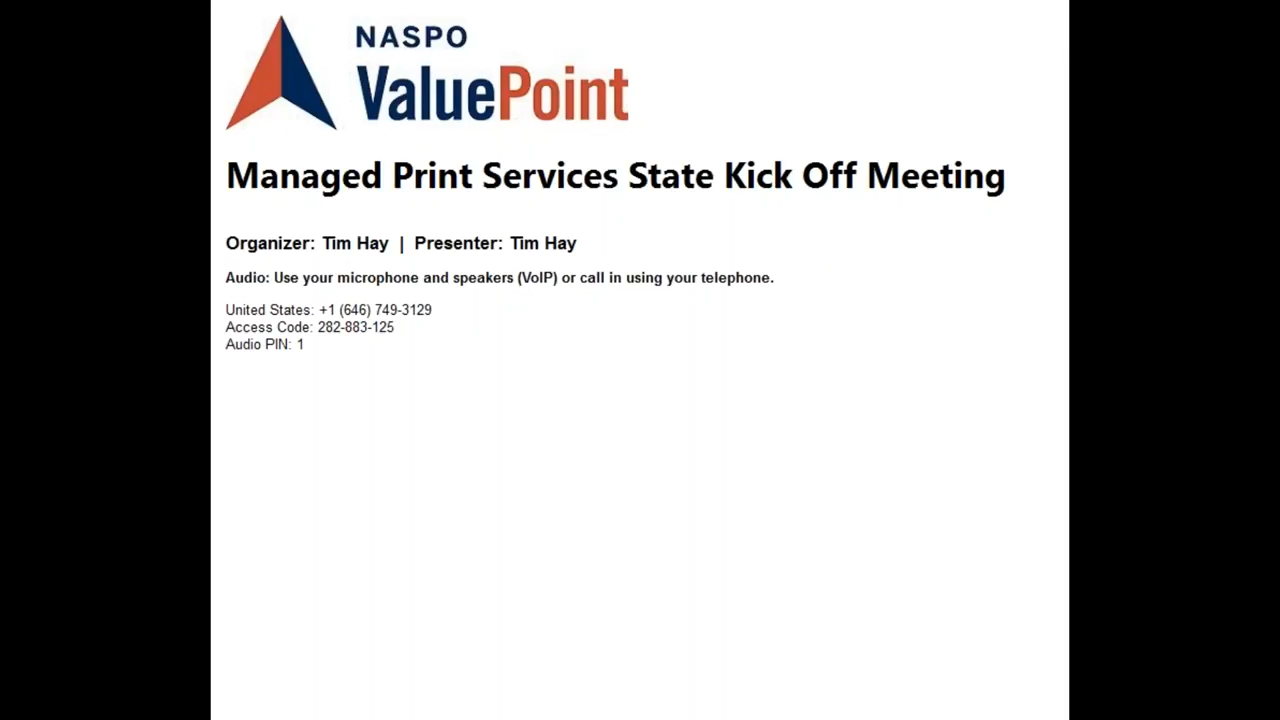 NASPO
ValuePoint
Managed Print Services State Kick Off Meeting
Organizer: Tim Hay | Presenter: Tim Hay
Audio: Use your microphone and speakers (VoIP) or call in using your telephone.
United States: +1 (646) 749-3129
Access Code: 282-883-125
Audio PIN: 1